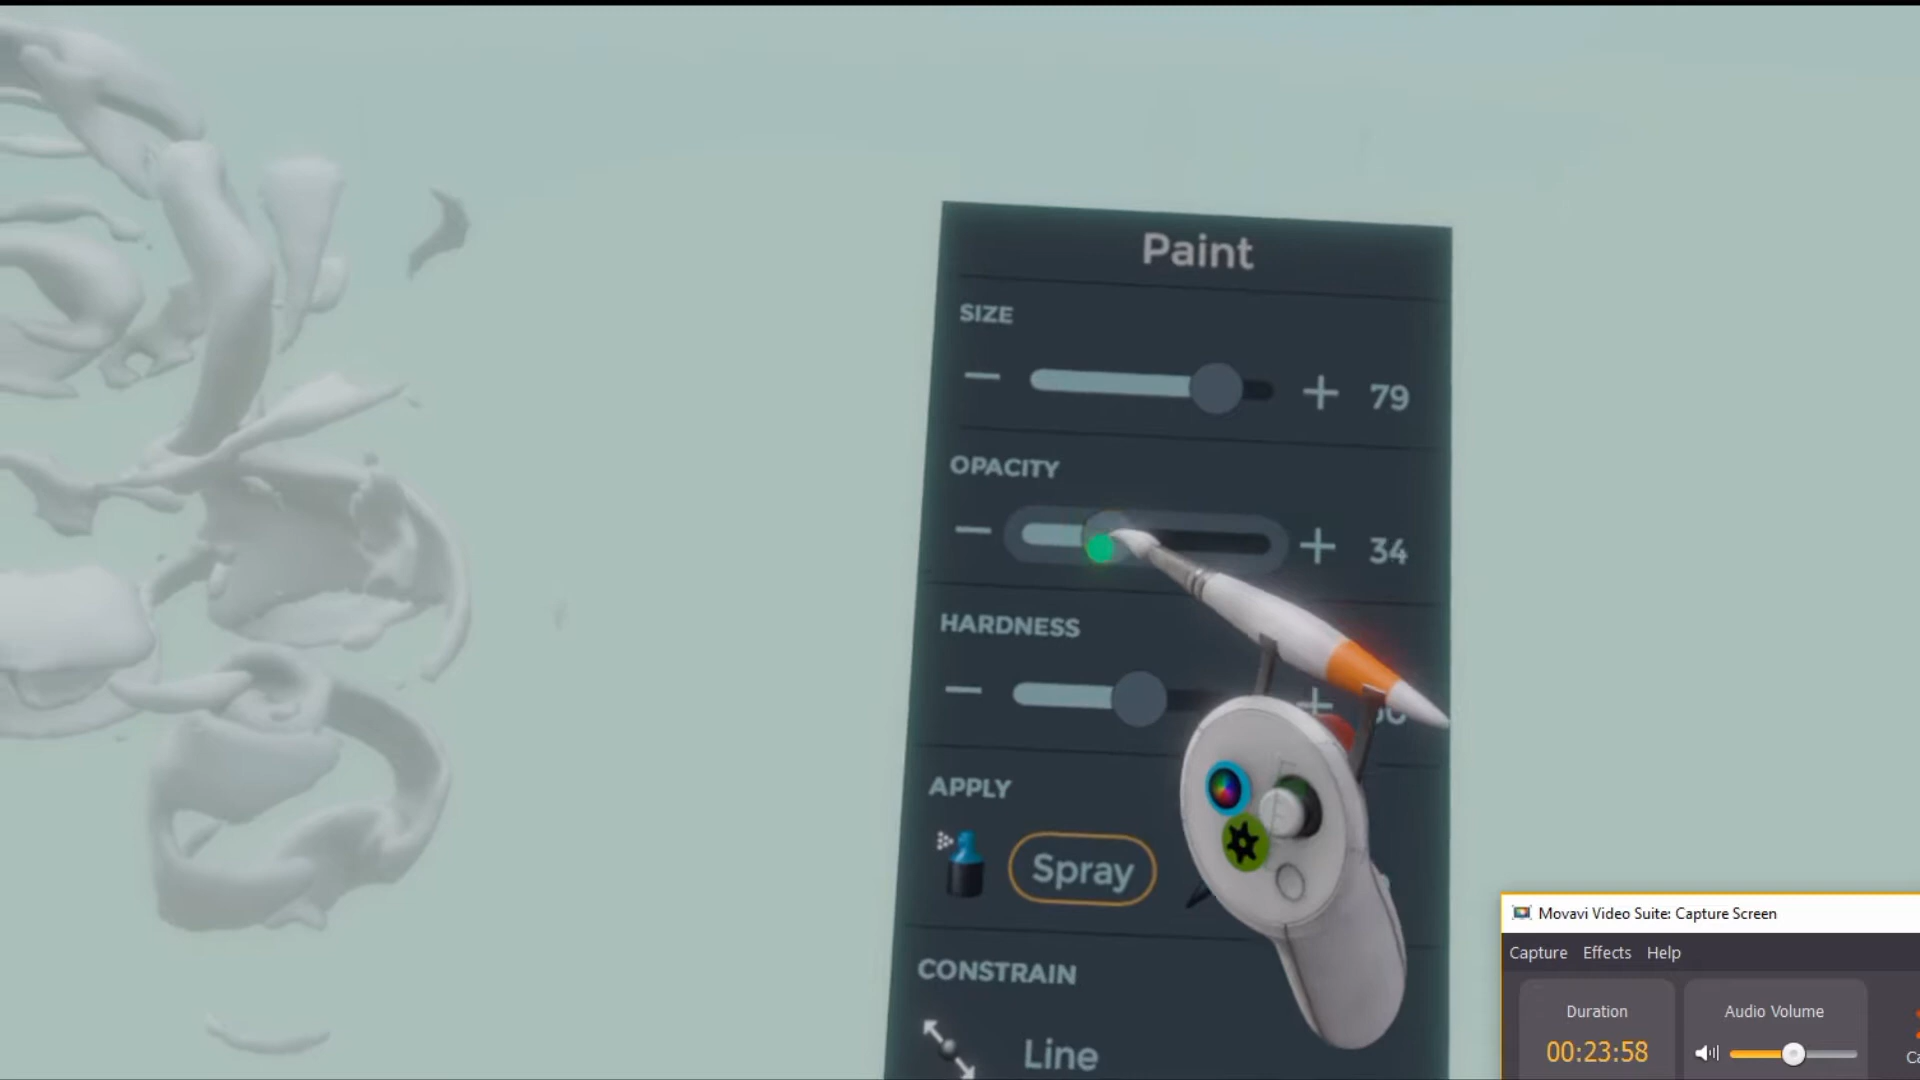 Paint
SIZE
79
OPACITY
34
HARDNESS
APPLY
Spray
CONSTRAIN
Line
Movavi Video Suite: Capture Screen
Capture Effects Help
Duration
Audio Volume
00:23:58